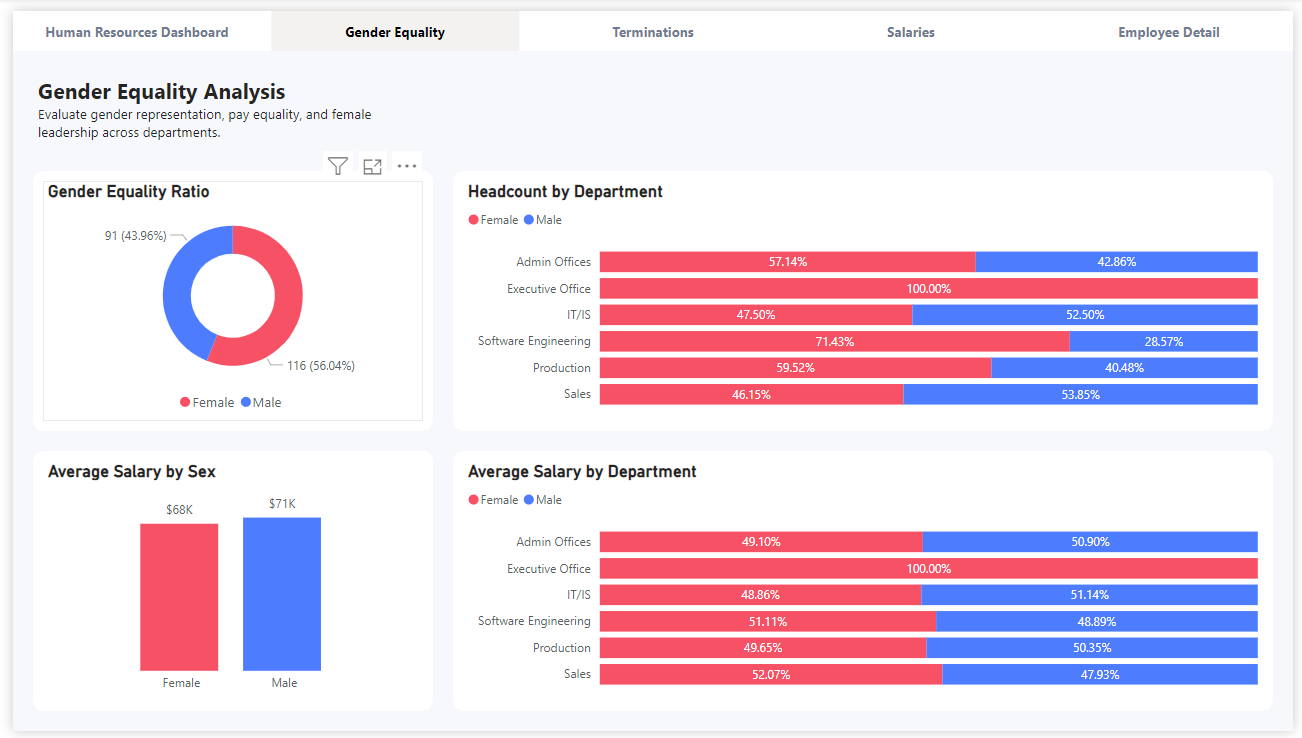 Human Resources Dashboard
Gender Equality
Terminations
Salaries
Employee Detail
Gender Equality Analysis
Evaluate gender representation, pay equality, and female
leadership across departments.
Gender Equality Ratio
91 (43.96%)
116 (56.04%)
Female Male
Headcount by Department
Female Male
Admin Offices 57.14% 42.86%
Executive Office 100.00%
IT/IS 47.50% 52.50%
Software Engineering 71.43% 28.57%
Production 59.52% 40.48%
Sales 46.15% 53.85%
Average Salary by Sex
$68K
$71K
Female Male
Average Salary by Department
Female Male
Admin Offices 49.10% 50.90%
Executive Office 100.00%
IT/IS 48.86% 51.14%
Software Engineering 51.11% 48.89%
Production 49.65% 50.35%
Sales 52.07% 47.93%